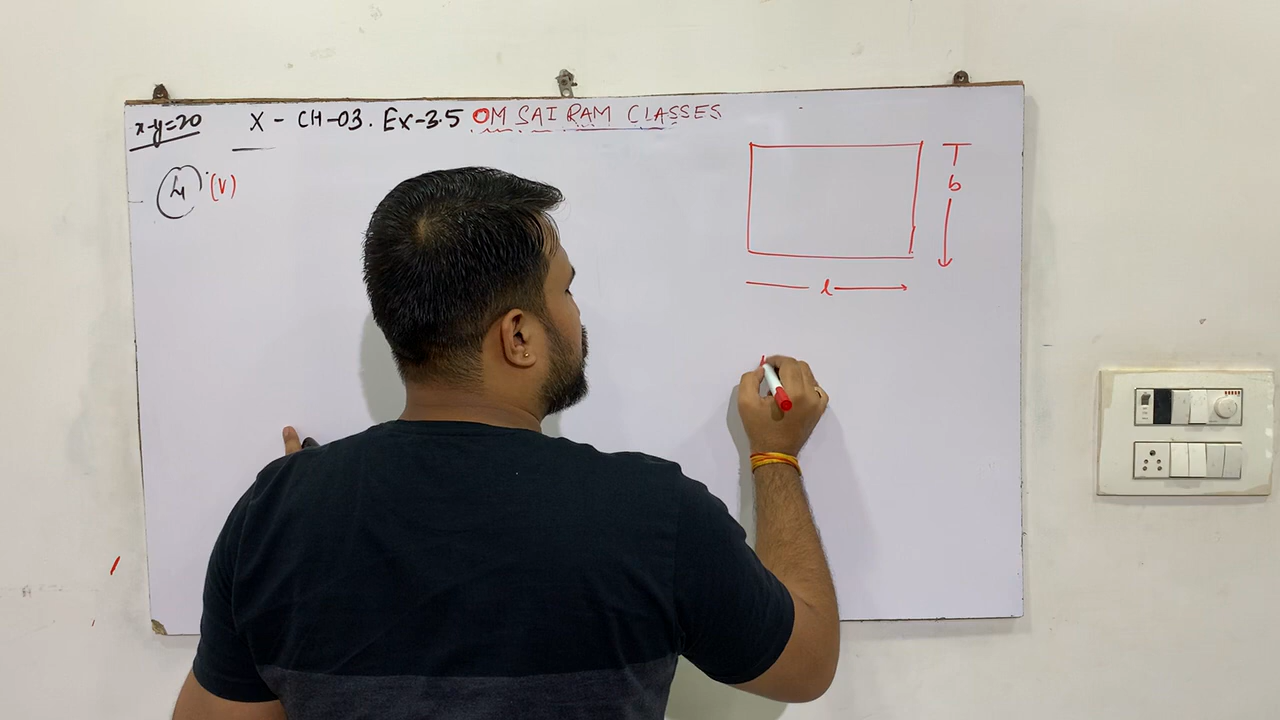 x-y=20 X - CH-03. Ex-3.5 OM SAI RAM CLASSES
4 (V)
b
l